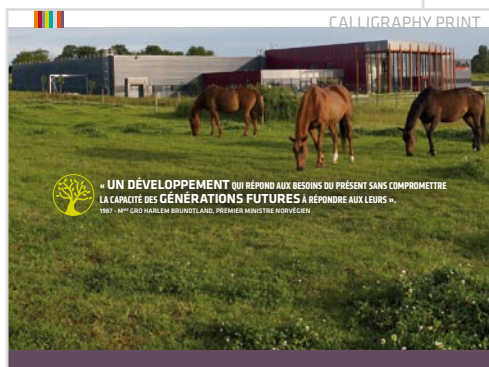 CALLIGRAPHY PRINT
« UN DÉVELOPPEMENT QUI RÉPOND AUX BESOINS DU PRÉSENT SANS COMPROMETTRE
LA CAPACITÉ DES GÉNÉRATIONS FUTURES À RÉPONDRE AUX LEURS ».
1987 - Mme GRO HARLEM BRUNDTLAND, PREMIER MINISTRE NORVÉGIEN